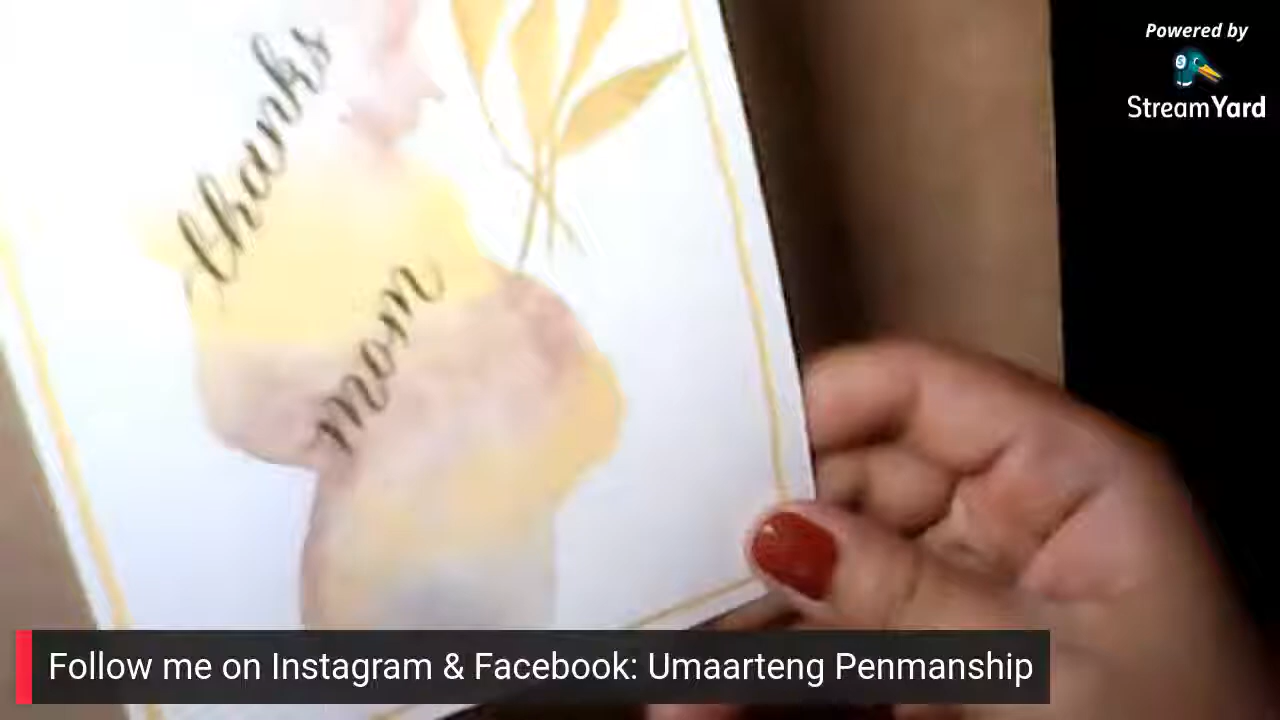 Powered by
StreamYard
thanks
mom
Follow me on Instagram & Facebook: Umaarteng Penmanship